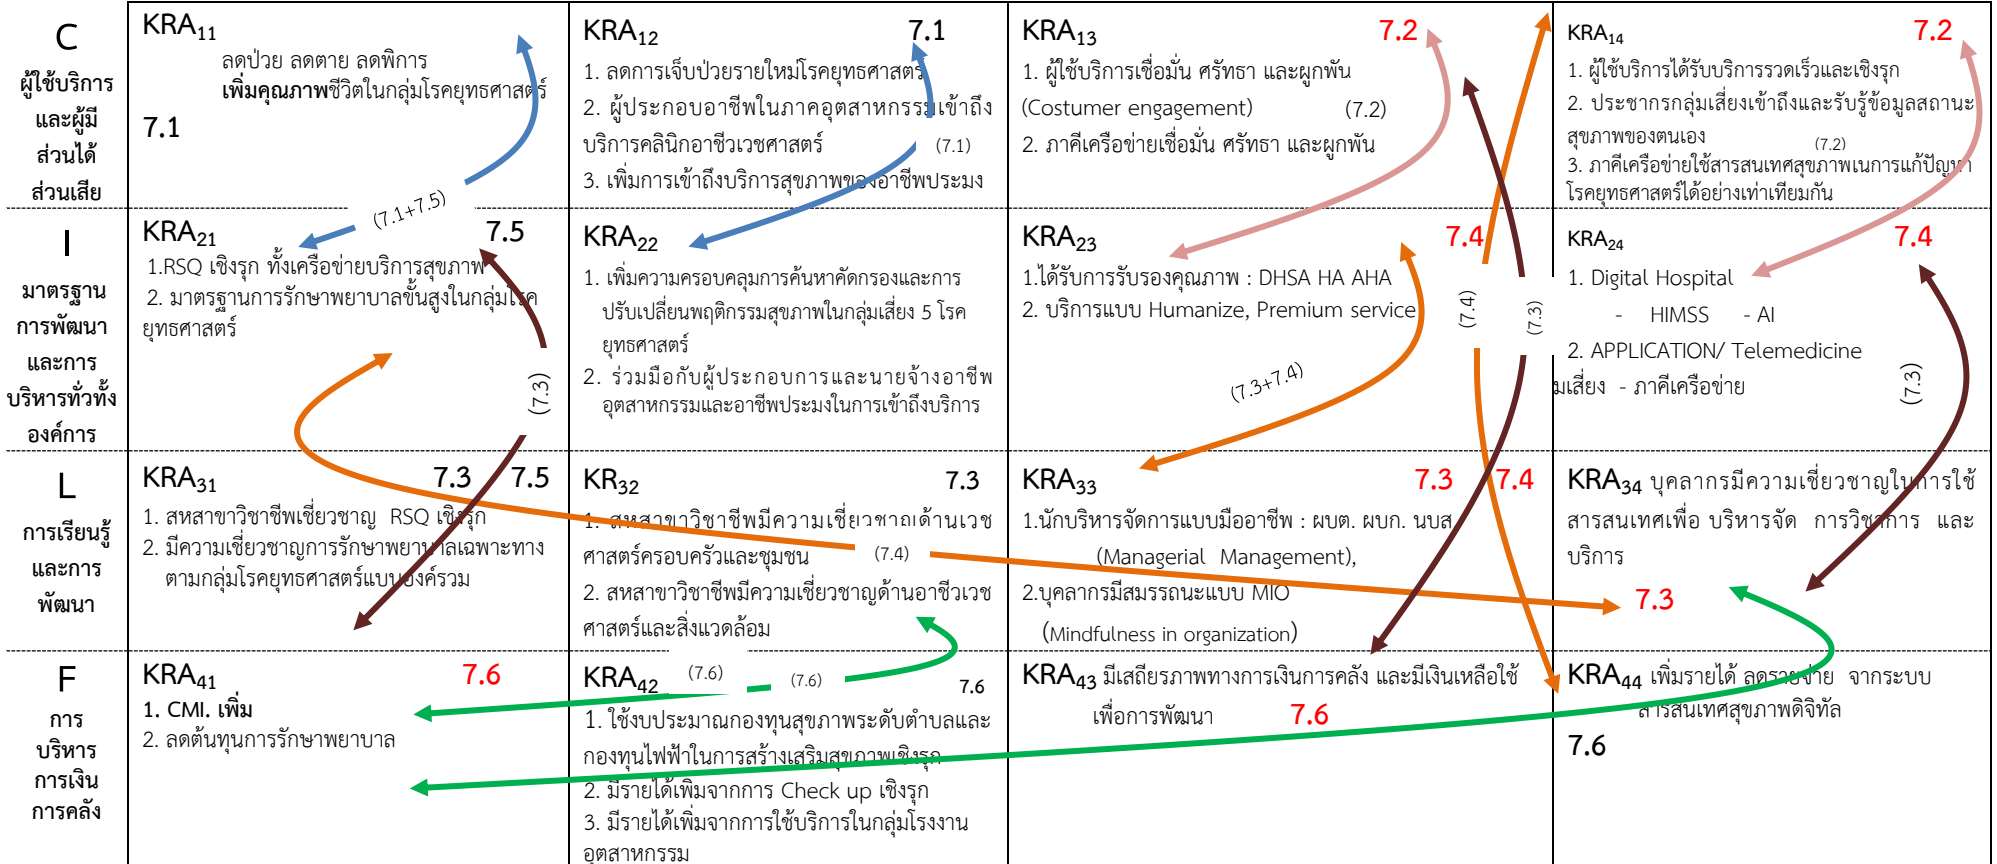 C
ผู้ใช้บริการ
และผู้มี
ส่วนได้
ส่วนเสีย
KRA11
ลดป่วย ลดตาย ลดพิการ
เพิ่มคุณภาพชีวิตในกลุ่มโรคยุทธศาสตร์
7.1
KRA12 7.1
1. ลดการเจ็บป่วยรายใหม่โรคยุทธศาสตร์
2. ผู้ประกอบอาชีพในภาคอุตสาหกรรมเข้าถึง
บริการคลินิกอาชีวเวชศาสตร์ (7.1)
3. เพิ่มการเข้าถึงบริการสุขภาพของอาชีพประมง
KRA13 7.2
1. ผู้ใช้บริการเชื่อมั่น ศรัทธา และผูกพัน
(Costumer engagement) (7.2)
2. ภาคีเครือข่ายเชื่อมั่น ศรัทธา และผูกพัน
KRA14 7.2
1. ผู้ใช้บริการได้รับบริการรวดเร็วและเชิงรุก
2. ประชากรกลุ่มเสี่ยงเข้าถึงและรับรู้ข้อมูลสถานะ
สุขภาพของตนเอง (7.2)
3. ภาคีเครือข่ายใช้สารสนเทศสุขภาพในการแก้ปัญหา
โรคยุทธศาสตร์ได้อย่างเท่าเทียมกัน
(7.1+7.5)
I
มาตรฐาน
การพัฒนา
และการ
บริหารทั่วทั้ง
องค์การ
KRA21 7.5
1.RSQ เชิงรุก ทั้งเครือข่ายบริการสุขภาพ
2. มาตรฐานการรักษาพยาบาลขั้นสูงในกลุ่มโรค
ยุทธศาสตร์
(7.3)
KRA22
1. เพิ่มความครอบคลุมการค้นหาคัดกรองและการ
ปรับเปลี่ยนพฤติกรรมสุขภาพในกลุ่มเสี่ยง 5 โรค
ยุทธศาสตร์
2. ร่วมมือกับผู้ประกอบการและนายจ้างอาชีพ
อุตสาหกรรมและอาชีพประมงในการเข้าถึงบริการ
KRA23 7.4
1.ได้รับการรับรองคุณภาพ : DHSA HA AHA
2. บริการแบบ Humanize, Premium service
(7.3+7.4)
(7.4)
(7.3)
KRA24 7.4
1. Digital Hospital
- HIMSS - AI
2. APPLICATION/ Telemedicine
มเสี่ยง - ภาคีเครือข่าย
(7.3)
L
การเรียนรู้
และการ
พัฒนา
KRA31 7.3 7.5
1. สหสาขาวิชาชีพเชี่ยวชาญ RSQ เชิงรุก
2. มีความเชี่ยวชาญการรักษาพยาบาลเฉพาะทาง
ตามกลุ่มโรคยุทธศาสตร์แบบองค์รวม
KR32 7.3
1. สหสาขาวิชาชีพมีความเชี่ยวชาญด้านเวช
ศาสตร์ครอบครัวและชุมชน (7.4)
2. สหสาขาวิชาชีพมีความเชี่ยวชาญด้านอาชีวเวช
ศาสตร์และสิ่งแวดล้อม
KRA33 7.3 7.4
1.นักบริหารจัดการแบบมืออาชีพ : ผบต. ผบก. นบส.
(Managerial Management),
2.บุคลากรมีสมรรถนะแบบ MIO
(Mindfulness in organization)
KRA34 บุคลากรมีความเชี่ยวชาญในการใช้
สารสนเทศเพื่อ บริหารจัด การวิชาการ และ
บริการ
7.3
F
การ
บริหาร
การเงิน
การคลัง
KRA41 7.6
1. CMI. เพิ่ม
2. ลดต้นทุนการรักษาพยาบาล
KRA42 (7.6) (7.6) 7.6
1. ใช้งบประมาณกองทุนสุขภาพระดับตำบลและ
กองทุนไฟฟ้าในการสร้างเสริมสุขภาพเชิงรุก
2. มีรายได้เพิ่มจากการ Check up เชิงรุก
3. มีรายได้เพิ่มจากการใช้บริการในกลุ่มโรงงาน
อุตสาหกรรม
KRA43 มีเสถียรภาพทางการเงินการคลัง และมีเงินเหลือใช้
เพื่อการพัฒนา 7.6
KRA44 เพิ่มรายได้ ลดรายจ่าย จากระบบ
สารสนเทศสุขภาพดิจิทัล
7.6